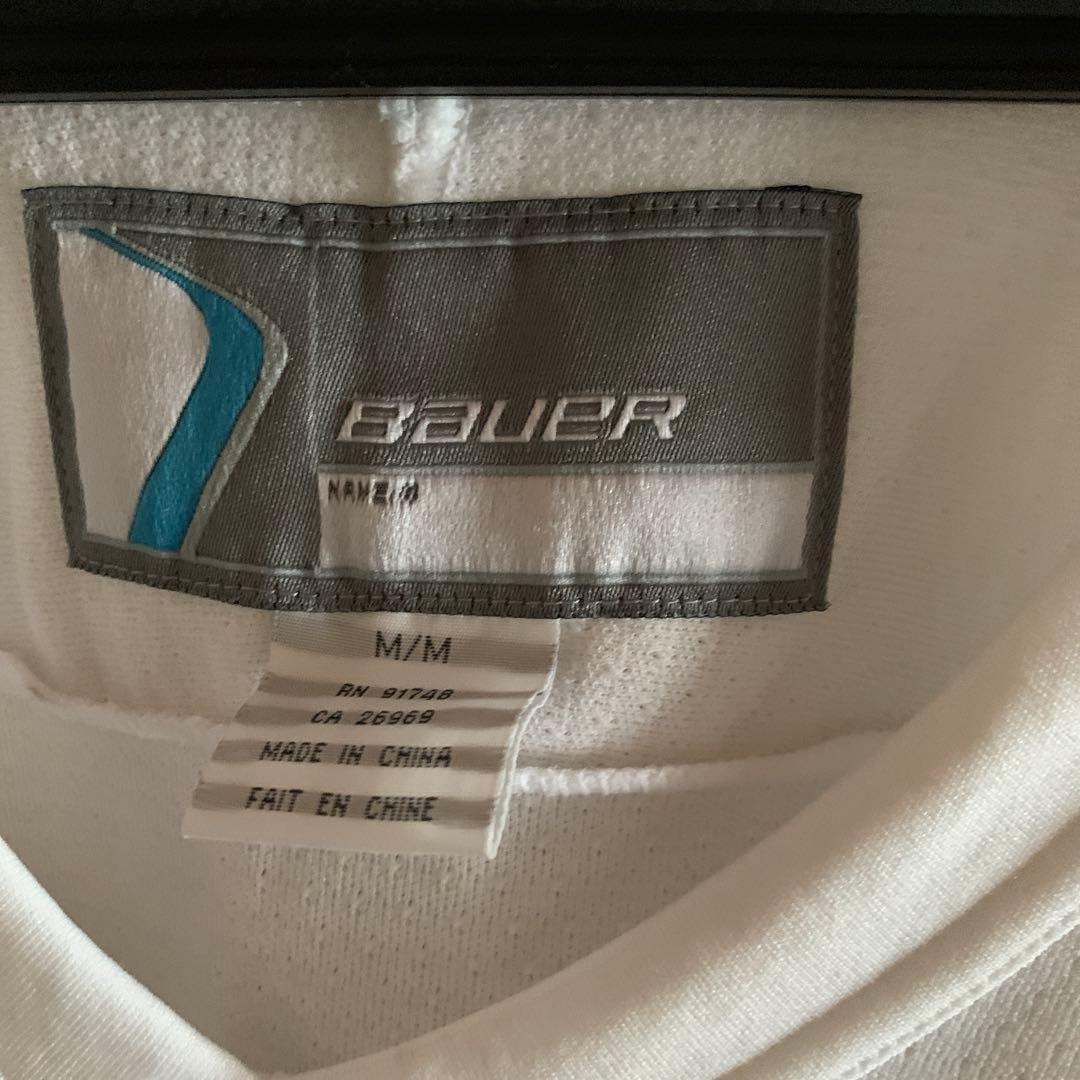 BAUER
NAME/#
M/M
RN 91748
CA 26969
MADE IN CHINA
FAIT EN CHINE